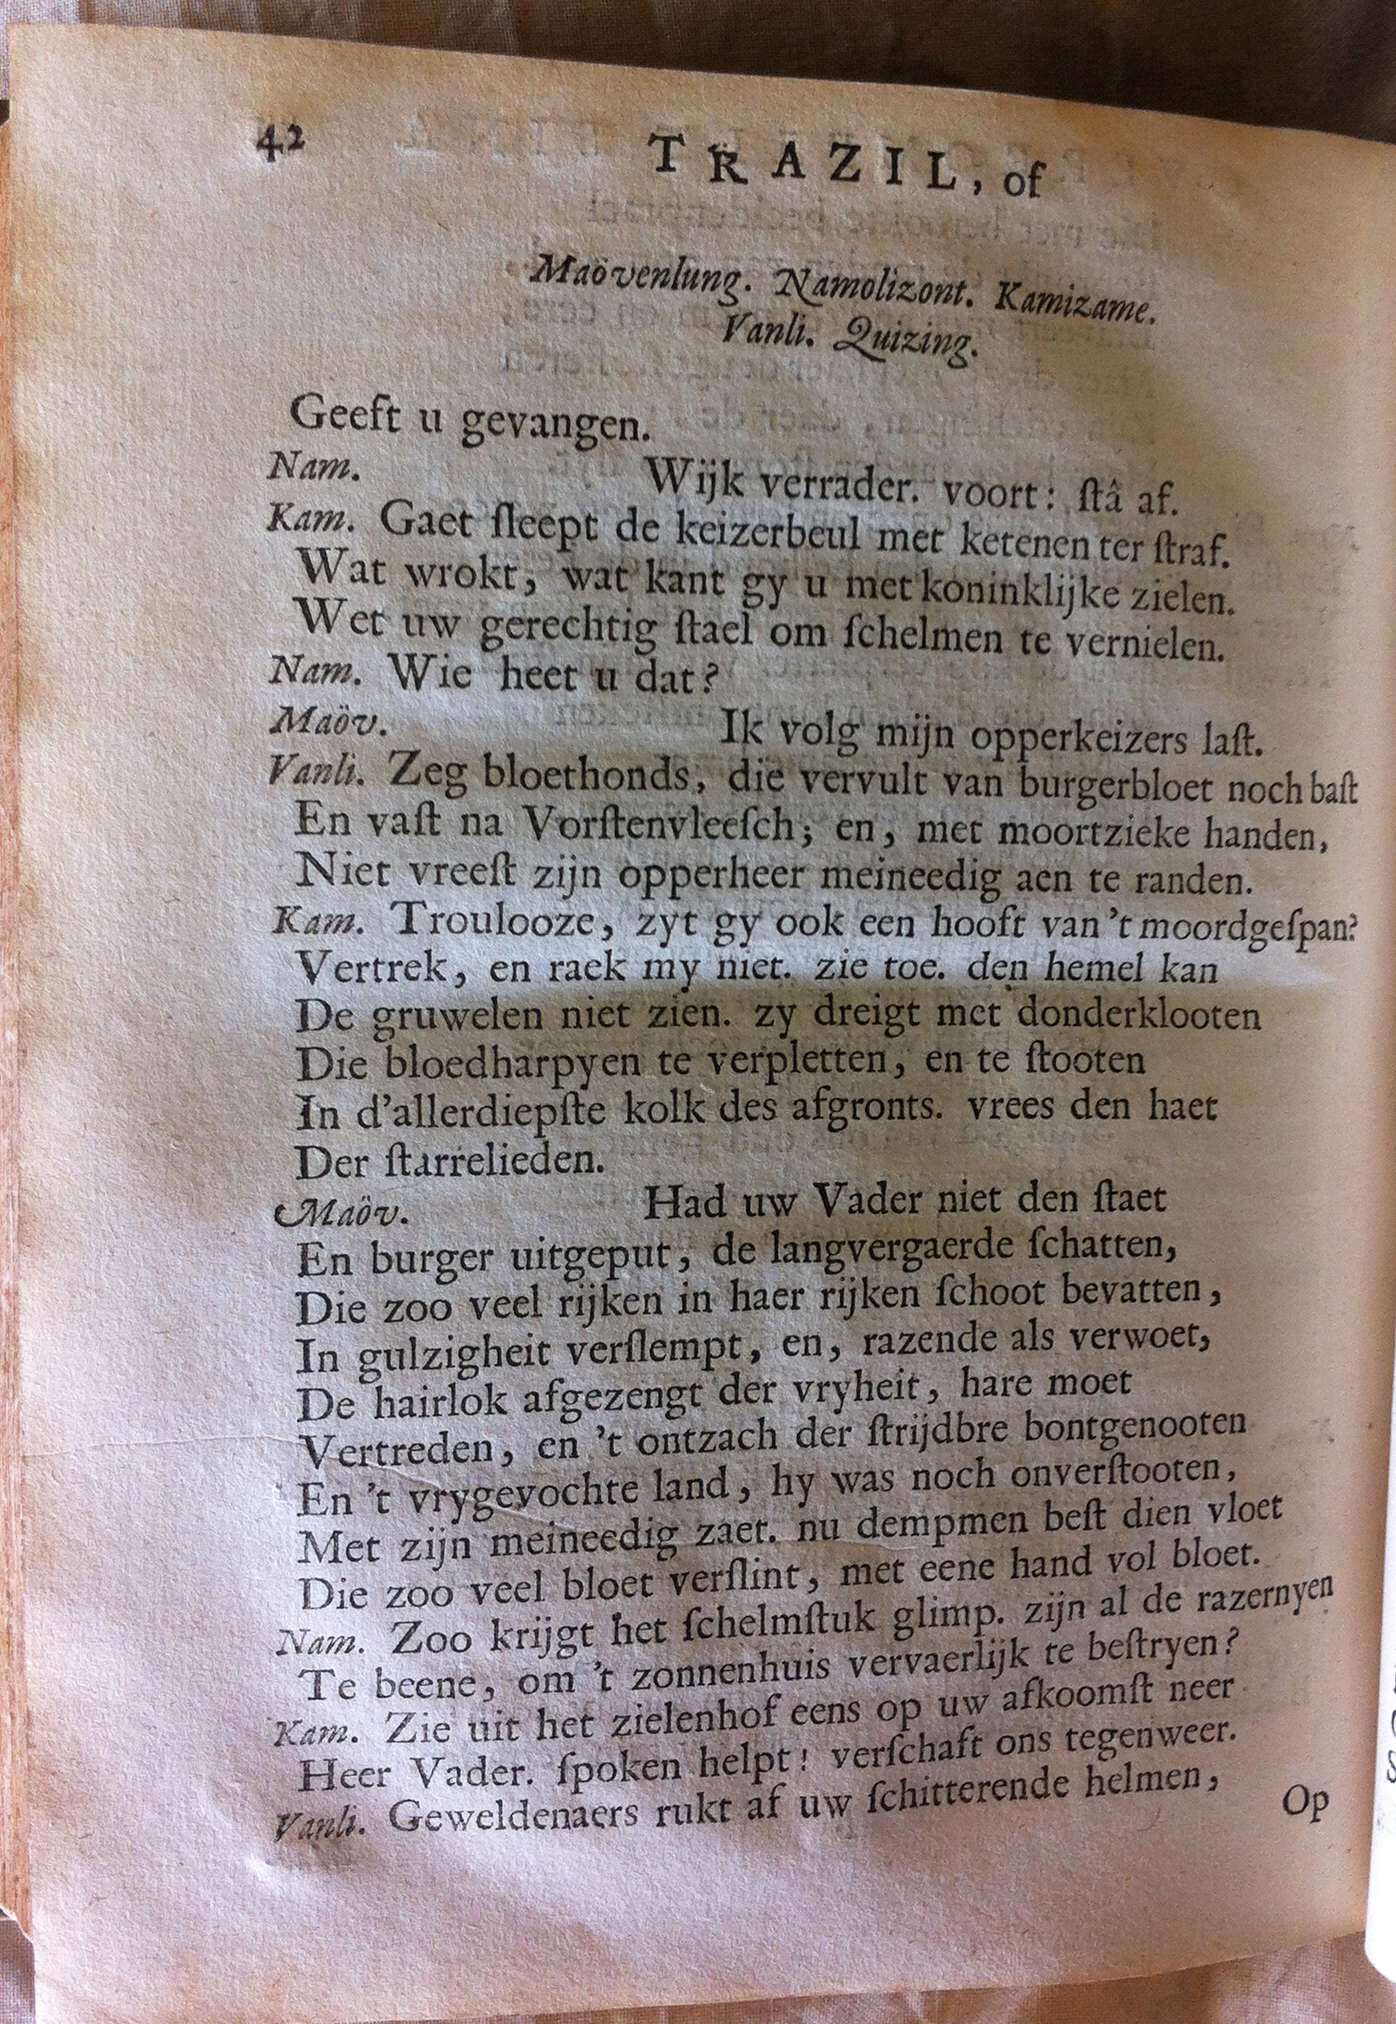 42 TRAZIL, of
Maövenlung. Namolizont. Kamizame.
Vanli. Quizing.
Geeft u gevangen.
Nam. Wijk verrader. voort: ſtâ af.
Kam. Gaet ſleept de keizerbeul met ketenen ter ſtraf.
Wat wrokt, wat kant gy u met koninklijke zielen.
Wet uw gerechtig ſtael om ſchelmen te vernielen.
Nam. Wie heet u dat?
Maöv. Ik volg mijn opperkeizers laſt.
Vanli. Zeg bloethonds, die vervult van burgerbloet noch baſt
En vaſt na Vorſtenvleeſch; en, met moortzieke handen,
Niet vreeſt zijn opperheer meineedig aen te randen.
Kam. Troulooze, zyt gy ook een hooft van 't moordgeſpan?
Vertrek, en raek my niet. zie toe. den hemel kan
De gruwelen niet zien. zy dreigt met donderklooten
Die bloedharpyen te verpletten, en te ſtooten
In d'allerdiepſte kolk des afgronts. vrees den haet
Der ſtarrelieden.
Maöv. Had uw Vader niet den ſtaet
En burger uitgeput, de langvergaerde ſchatten,
Die zoo veel rijken in haer rijken ſchoot bevatten,
In gulzigheit verſlempt, en, razende als verwoet,
De hairlok afgezengt der vryheit, hare moet
Vertreden, en 't ontzach der ſtrijdbre bontgenooten
En 't vrygevochte land, hy was noch onverſtooten,
Met zijn meineedig zaet. nu dempmen beſt dien vloet
Die zoo veel bloet verſlint, met eene hand vol bloet.
Nam. Zoo krijgt het ſchelmſtuk glimp. zijn al de razernyen
Te beene, om 't zonnenhuis vervaerlijk te beſtryen?
Kam. Zie uit het zielenhof eens op uw afkoomſt neer
Heer Vader. ſpoken helpt! verſchaft ons tegenweer.
Vanli. Geweldenaers rukt af uw ſchitterende helmen,
Op